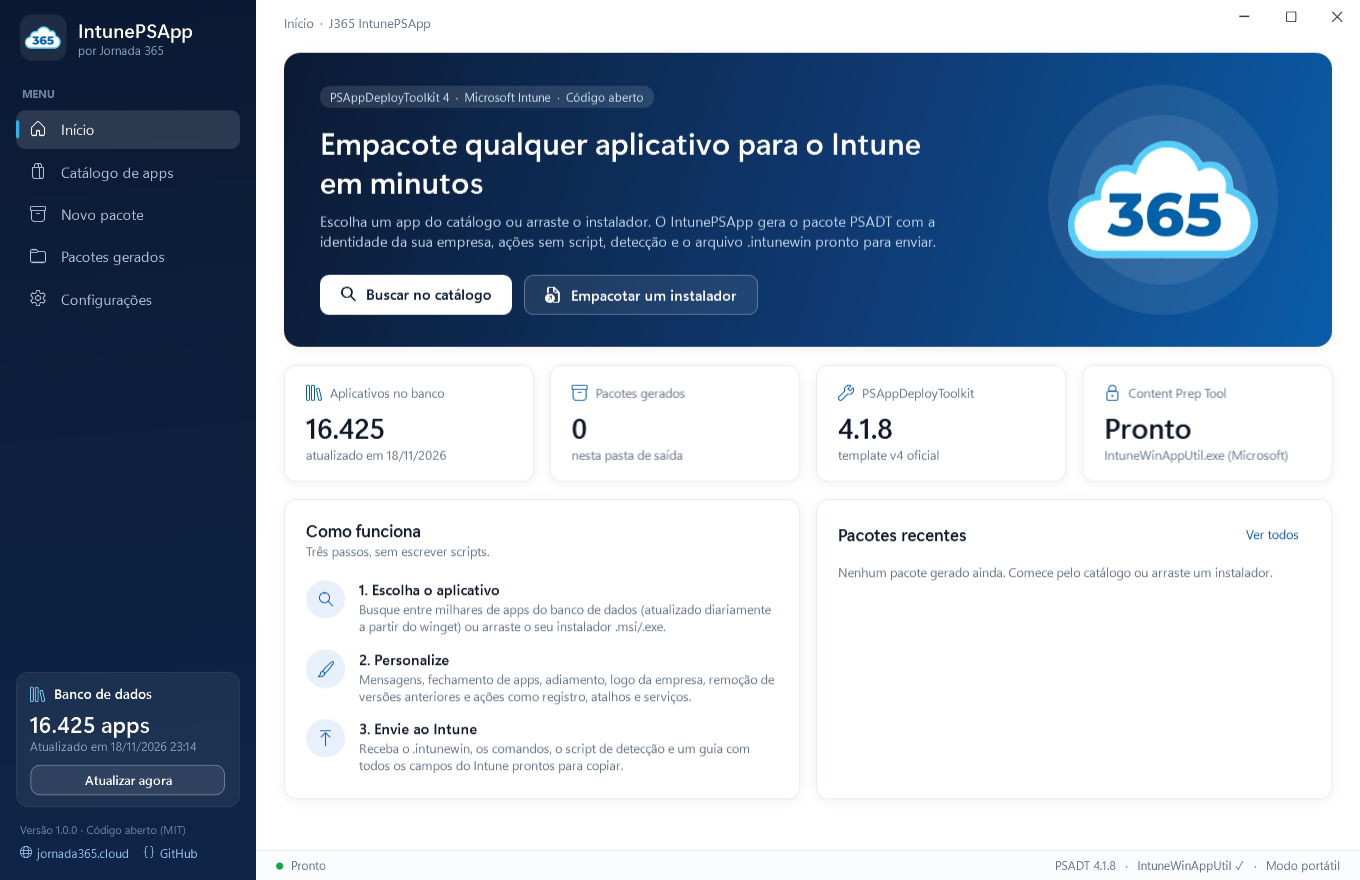 365
IntunePSApp
por Jornada 365
MENU
Início
Catálogo de apps
Novo pacote
Pacotes gerados
Configurações
Banco de dados
16.425 apps
Atualizado em 18/11/2026 23:14
Atualizar agora
Versão 1.0.0 · Código aberto (MIT)
jornada365.cloud
GitHub
Início · J365 IntunePSApp
PSAppDeployToolkit 4 · Microsoft Intune · Código aberto
Empacote qualquer aplicativo para o Intune
em minutos
Escolha um app do catálogo ou arraste o instalador. O IntunePSApp gera o pacote PSADT com a
identidade da sua empresa, ações sem script, detecção e o arquivo .intunewin pronto para enviar.
Buscar no catálogo
Empacotar um instalador
365
Aplicativos no banco
16.425
atualizado em 18/11/2026
Pacotes gerados
0
nesta pasta de saída
PSAppDeployToolkit
4.1.8
template v4 oficial
Content Prep Tool
Pronto
IntuneWinAppUtil.exe (Microsoft)
Como funciona
Três passos, sem escrever scripts.
1. Escolha o aplicativo
Busque entre milhares de apps do banco de dados (atualizado diariamente
a partir do winget) ou arraste o seu instalador .msi/.exe.
2. Personalize
Mensagens, fechamento de apps, adiamento, logo da empresa, remoção de
versões anteriores e ações como registro, atalhos e serviços.
3. Envie ao Intune
Receba o .intunewin, os comandos, o script de detecção e um guia com
todos os campos do Intune prontos para copiar.
Pacotes recentes
Ver todos
Nenhum pacote gerado ainda. Comece pelo catálogo ou arraste um instalador.
Pronto
PSADT 4.1.8 · IntuneWinAppUtil ✓ · Modo portátil